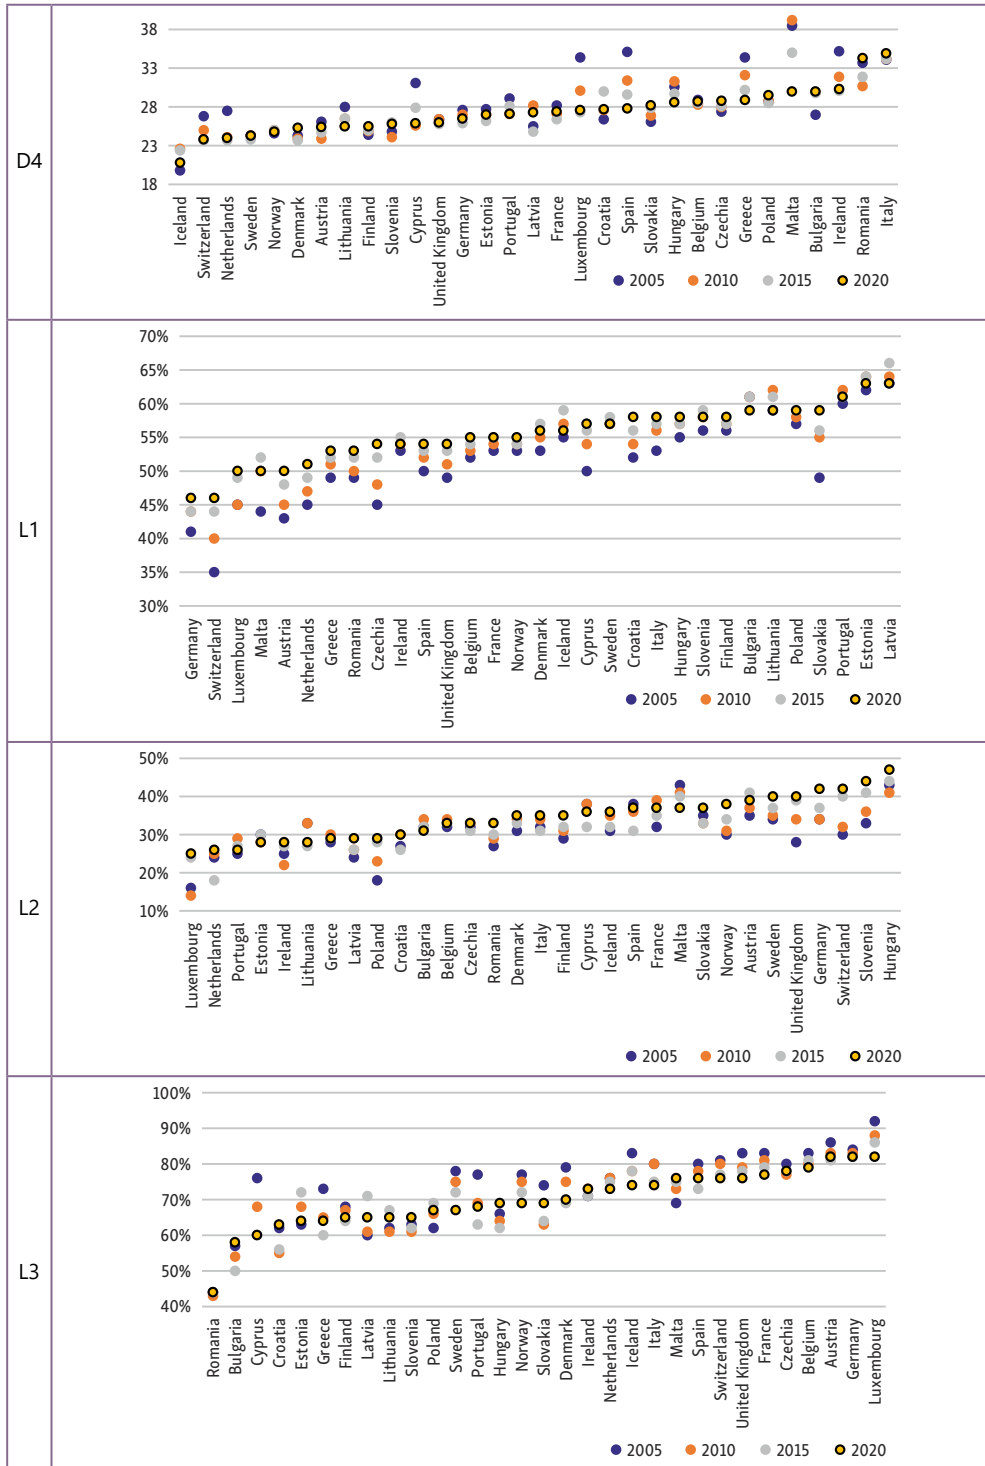 D4
38
33
28
23
18
Iceland
Switzerland
Netherlands
Sweden
Norway
Denmark
Austria
Lithuania
Finland
Slovenia
Cyprus
United Kingdom
Germany
Estonia
Portugal
Latvia
France
Luxembourg
Croatia
Spain
Slovakia
Hungary
Belgium
Czechia
Greece
Poland
Malta
Bulgaria
Ireland
Romania
Italy
2005 2010 2015 2020
L1
70%
65%
60%
55%
50%
45%
40%
35%
30%
Germany
Switzerland
Luxembourg
Malta
Austria
Netherlands
Greece
Romania
Czechia
Ireland
Spain
United Kingdom
Belgium
France
Norway
Denmark
Iceland
Cyprus
Sweden
Croatia
Italy
Hungary
Slovenia
Finland
Bulgaria
Lithuania
Poland
Slovakia
Portugal
Estonia
Latvia
2005 2010 2015 2020
L2
50%
40%
30%
20%
10%
Luxembourg
Netherlands
Portugal
Estonia
Ireland
Lithuania
Greece
Latvia
Poland
Croatia
Bulgaria
Belgium
Czechia
Romania
Denmark
Italy
Finland
Cyprus
Iceland
Spain
France
Malta
Slovakia
Norway
Austria
Sweden
United Kingdom
Germany
Switzerland
Slovenia
Hungary
2005 2010 2015 2020
L3
100%
90%
80%
70%
60%
50%
40%
Romania
Bulgaria
Cyprus
Croatia
Estonia
Greece
Finland
Latvia
Lithuania
Slovenia
Poland
Sweden
Portugal
Hungary
Norway
Slovakia
Denmark
Ireland
Netherlands
Iceland
Italy
Malta
Spain
Switzerland
United Kingdom
France
Czechia
Belgium
Austria
Germany
Luxembourg
2005 2010 2015 2020